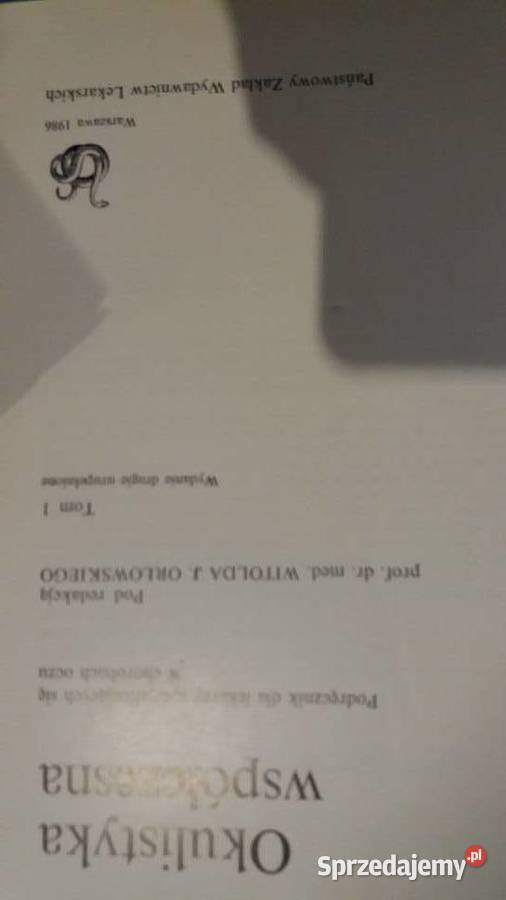 Okulistyka
współczesna
Podręcznik dla lekarzy specjalizujących się
w chorobach oczu
Pod redakcją
prof. dr. med. WITOLDA J. ORŁOWSKIEGO
Tom 1
Wydanie drugie uzupełnione
Warszawa 1986
Państwowy Zakład Wydawnictw Lekarskich
Sprzedajemy.pl